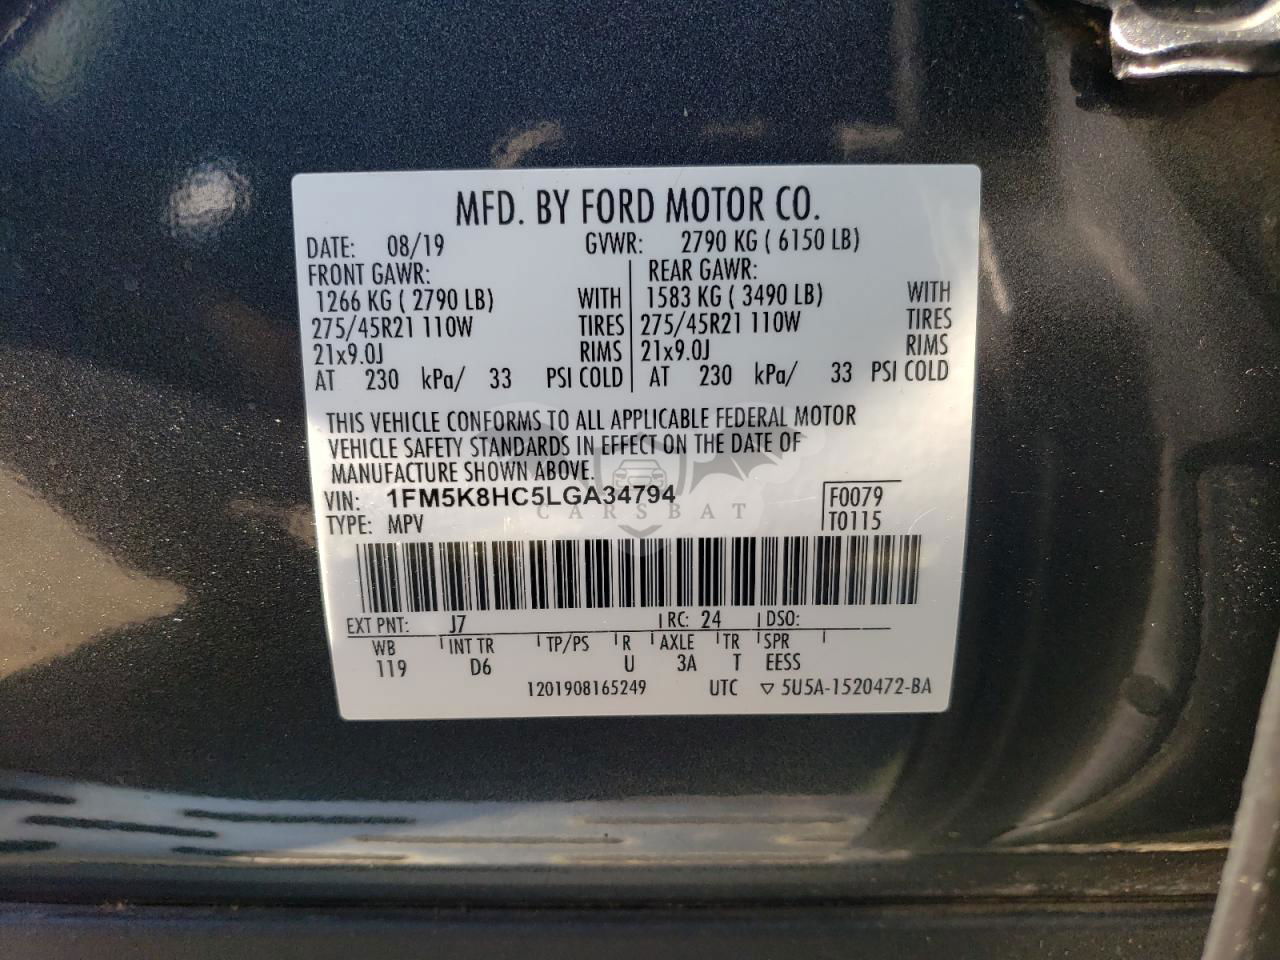 MFD. BY FORD MOTOR CO.
DATE: 08/19 GVWR: 2790 KG ( 6150 LB)
FRONT GAWR: REAR GAWR:
1266 KG ( 2790 LB) WITH 1583 KG ( 3490 LB) WITH
275/45R21 110W TIRES 275/45R21 110W TIRES
21x9.0J RIMS 21x9.0J RIMS
AT 230 kPa/ 33 PSI COLD AT 230 kPa/ 33 PSI COLD
THIS VEHICLE CONFORMS TO ALL APPLICABLE FEDERAL MOTOR
VEHICLE SAFETY STANDARDS IN EFFECT ON THE DATE OF
MANUFACTURE SHOWN ABOVE.
VIN: 1FM5K8HC5LGA34794 F0079
CARSBAT
TYPE: MPV T0115
EXT PNT: J7 RC: 24 DSO:
WB INT TR TP/PS R AXLE TR SPR
119 D6 U 3A T EESS
1201908165249 UTC ▽ 5U5A-1520472-BA